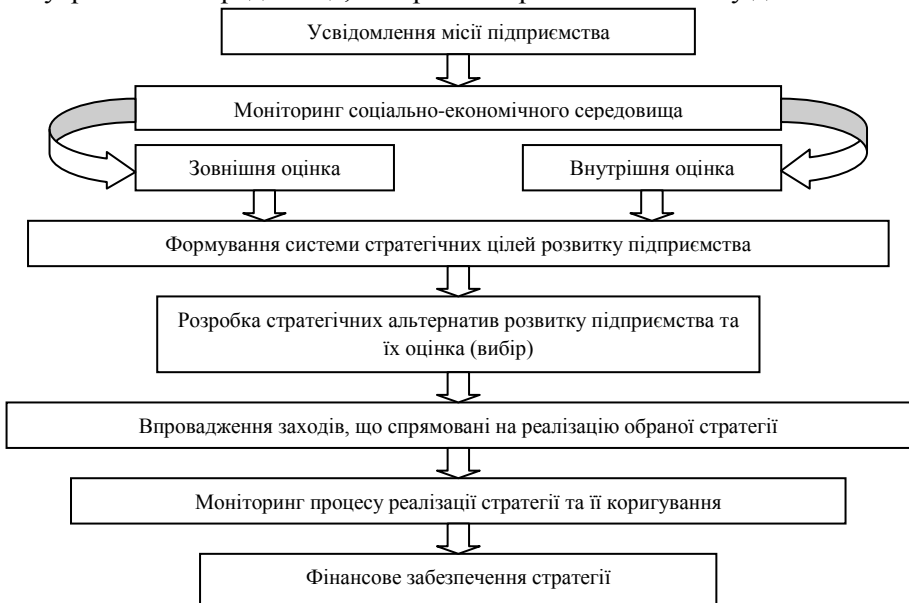 Усвідомлення місії підприємства
Моніторинг соціально-економічного середовища
Зовнішня оцінка
Внутрішня оцінка
Формування системи стратегічних цілей розвитку підприємства
Розробка стратегічних альтернатив розвитку підприємства та
їх оцінка (вибір)
Впровадження заходів, що спрямовані на реалізацію обраної стратегії
Моніторинг процесу реалізації стратегії та її коригування
Фінансове забезпечення стратегії